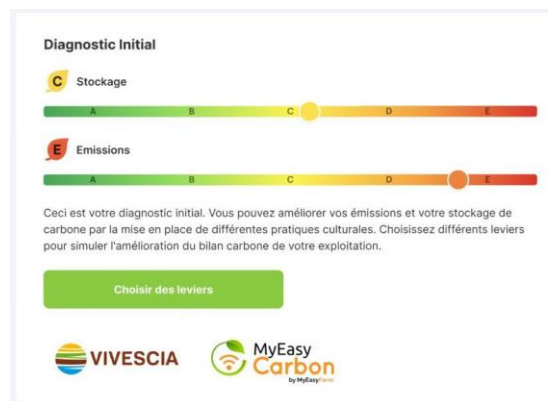 Diagnostic Initial
C Stockage
A B C D E
E Emissions
A B C D E
Ceci est votre diagnostic initial. Vous pouvez améliorer vos émissions et votre stockage de
carbone par la mise en place de différentes pratiques culturales. Choisissez différents leviers
pour simuler l'amélioration du bilan carbone de votre exploitation.
Choisir des leviers
VIVESCIA
MyEasy
Carbon
by MyEasyFarm